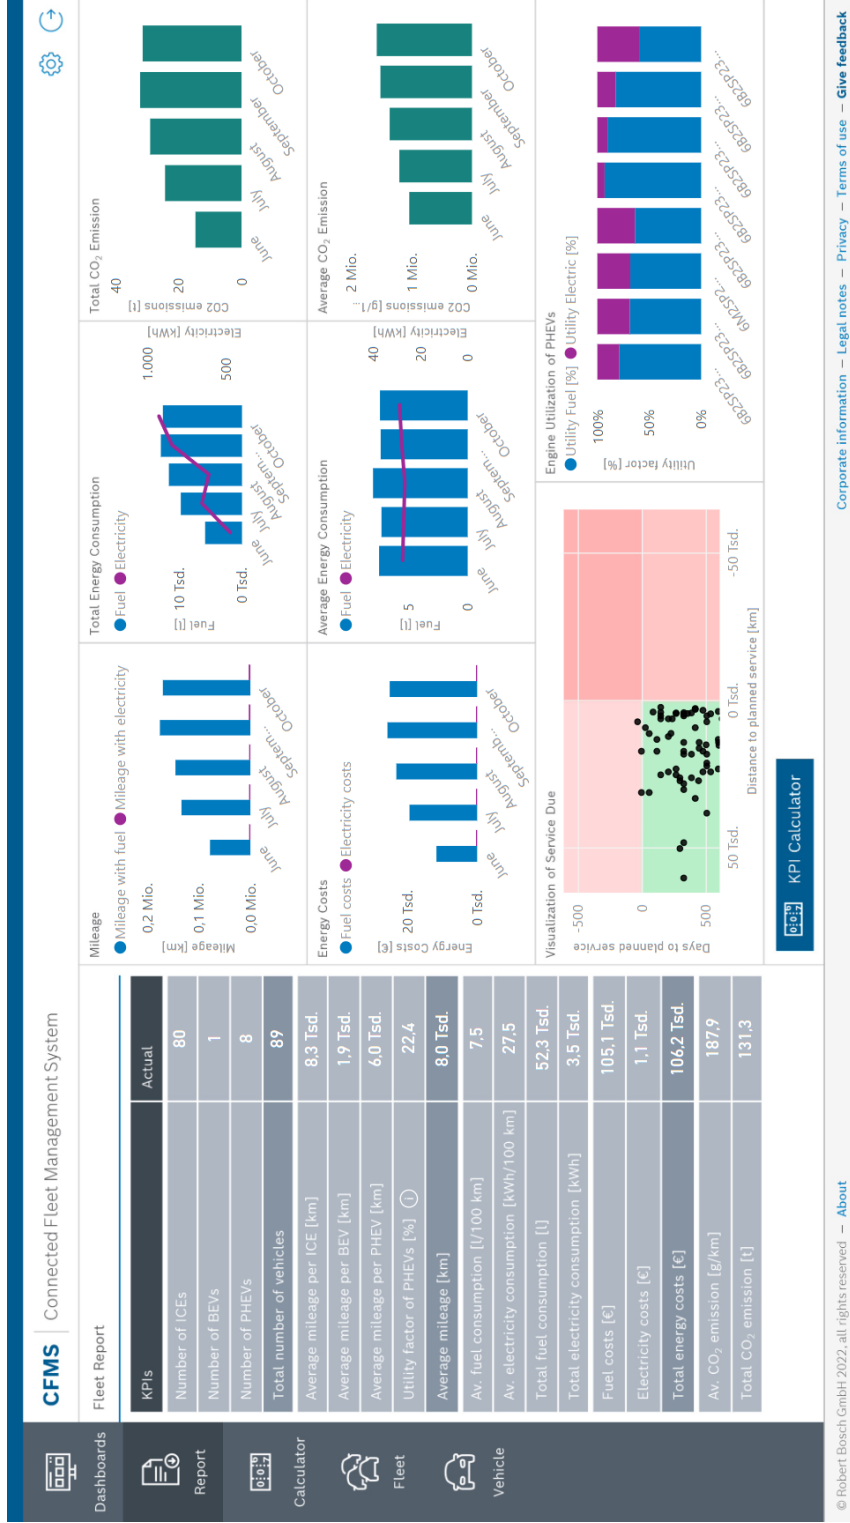 CFMS Connected Fleet Management System
Dashboards
Report
Calculator
Fleet
Vehicle
Fleet Report
KPIs Actual
Number of ICEs 80
Number of BEVs 1
Number of PHEVs 8
Total number of vehicles 89
Average mileage per ICE [km] 8,3 Tsd.
Average mileage per BEV [km] 1,9 Tsd.
Average mileage per PHEV [km] 6,0 Tsd.
Utility factor of PHEVs [%] i 22,4
Average mileage [km] 8,0 Tsd.
Av. fuel consumption [l/100 km] 7,5
Av. electricity consumption [kWh/100 km] 27,5
Total fuel consumption [l] 52,3 Tsd.
Total electricity consumption [kWh] 3,5 Tsd.
Fuel costs [€] 105,1 Tsd.
Electricity costs [€] 1,1 Tsd.
Total energy costs [€] 106,2 Tsd.
Av. CO₂ emission [g/km] 187,9
Total CO₂ emission [t] 131,3
Mileage
Mileage with fuel Mileage with electricity
Mileage [km]
0,2 Mio.
0,1 Mio.
0,0 Mio.
June July August Septem... October
Total Energy Consumption
Fuel Electricity
Fuel [l]
10 Tsd.
0 Tsd.
June July August Septem... October
1.000
500
Electricity [kWh]
Total CO₂ Emission
CO2 emissions [t]
40
20
0
June July August September October
Energy Costs
Fuel costs Electricity costs
Energy Costs [€]
20 Tsd.
0 Tsd.
June July August Septemb... October
Average Energy Consumption
Fuel Electricity
Fuel [l]
5
0
June July August Septem... October
40
20
0
Electricity [kWh]
Average CO₂ Emission
CO2 emissions [g/1...
2 Mio.
1 Mio.
0 Mio.
June July August September October
Visualization of Service Due
Days to planned service
-500
0
500
50 Tsd. 0 Tsd. -50 Tsd.
Distance to planned service [km]
Engine Utilization of PHEVs
Utility Fuel [%] Utility Electric [%]
Utility factor [%]
100%
50%
0%
6B2SP23... 6B2SP23... 6M2SP2... 6B2SP23... 6B2SP23... 6B2SP23... 6B2SP23... 6B2SP23...
KPI Calculator
© Robert Bosch GmbH 2022, all rights reserved – About
Corporate information – Legal notes – Privacy – Terms of use – Give feedback